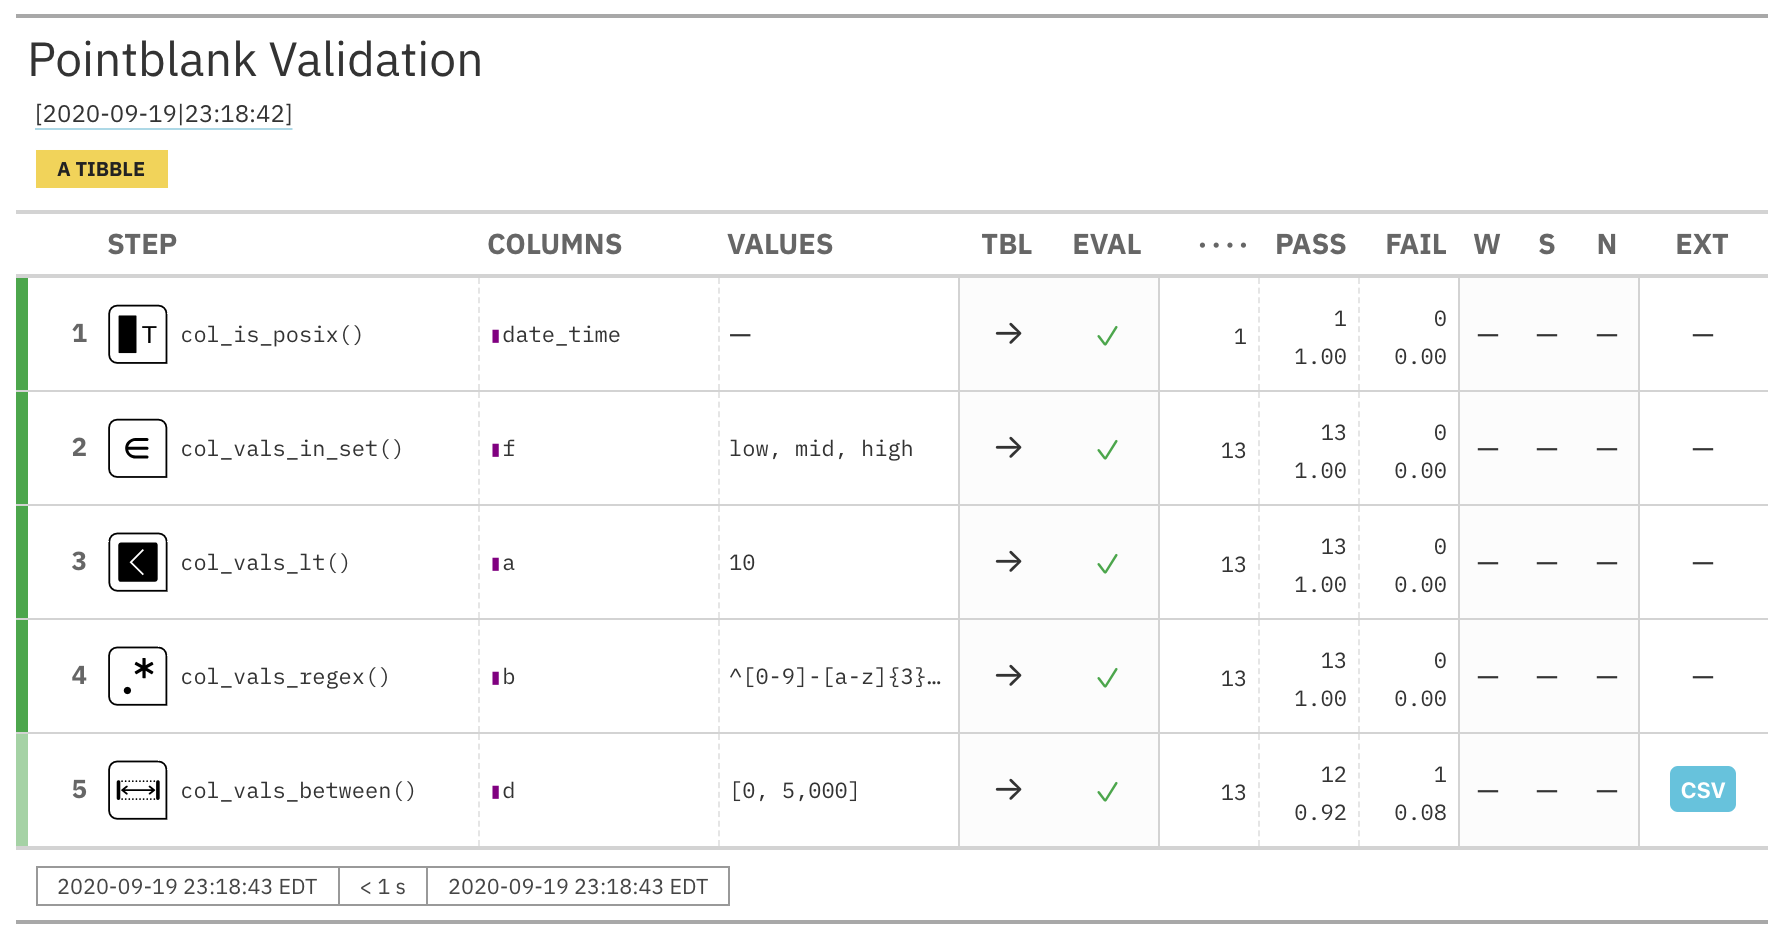 Pointblank Validation
[2020-09-19|23:18:42]
A TIBBLE
STEP COLUMNS VALUES TBL EVAL ···· PASS FAIL W S N EXT
1 T col_is_posix() date_time — → ✓ 1 1 1.00 0 0.00 — — — —
2 ∈ col_vals_in_set() f low, mid, high → ✓ 13 13 1.00 0 0.00 — — — —
3 < col_vals_lt() a 10 → ✓ 13 13 1.00 0 0.00 — — — —
4 .* col_vals_regex() b ^[0-9]-[a-z]{3}… → ✓ 13 13 1.00 0 0.00 — — — —
5 col_vals_between() d [0, 5,000] → ✓ 13 12 0.92 1 0.08 — — — CSV
2020-09-19 23:18:43 EDT < 1 s 2020-09-19 23:18:43 EDT